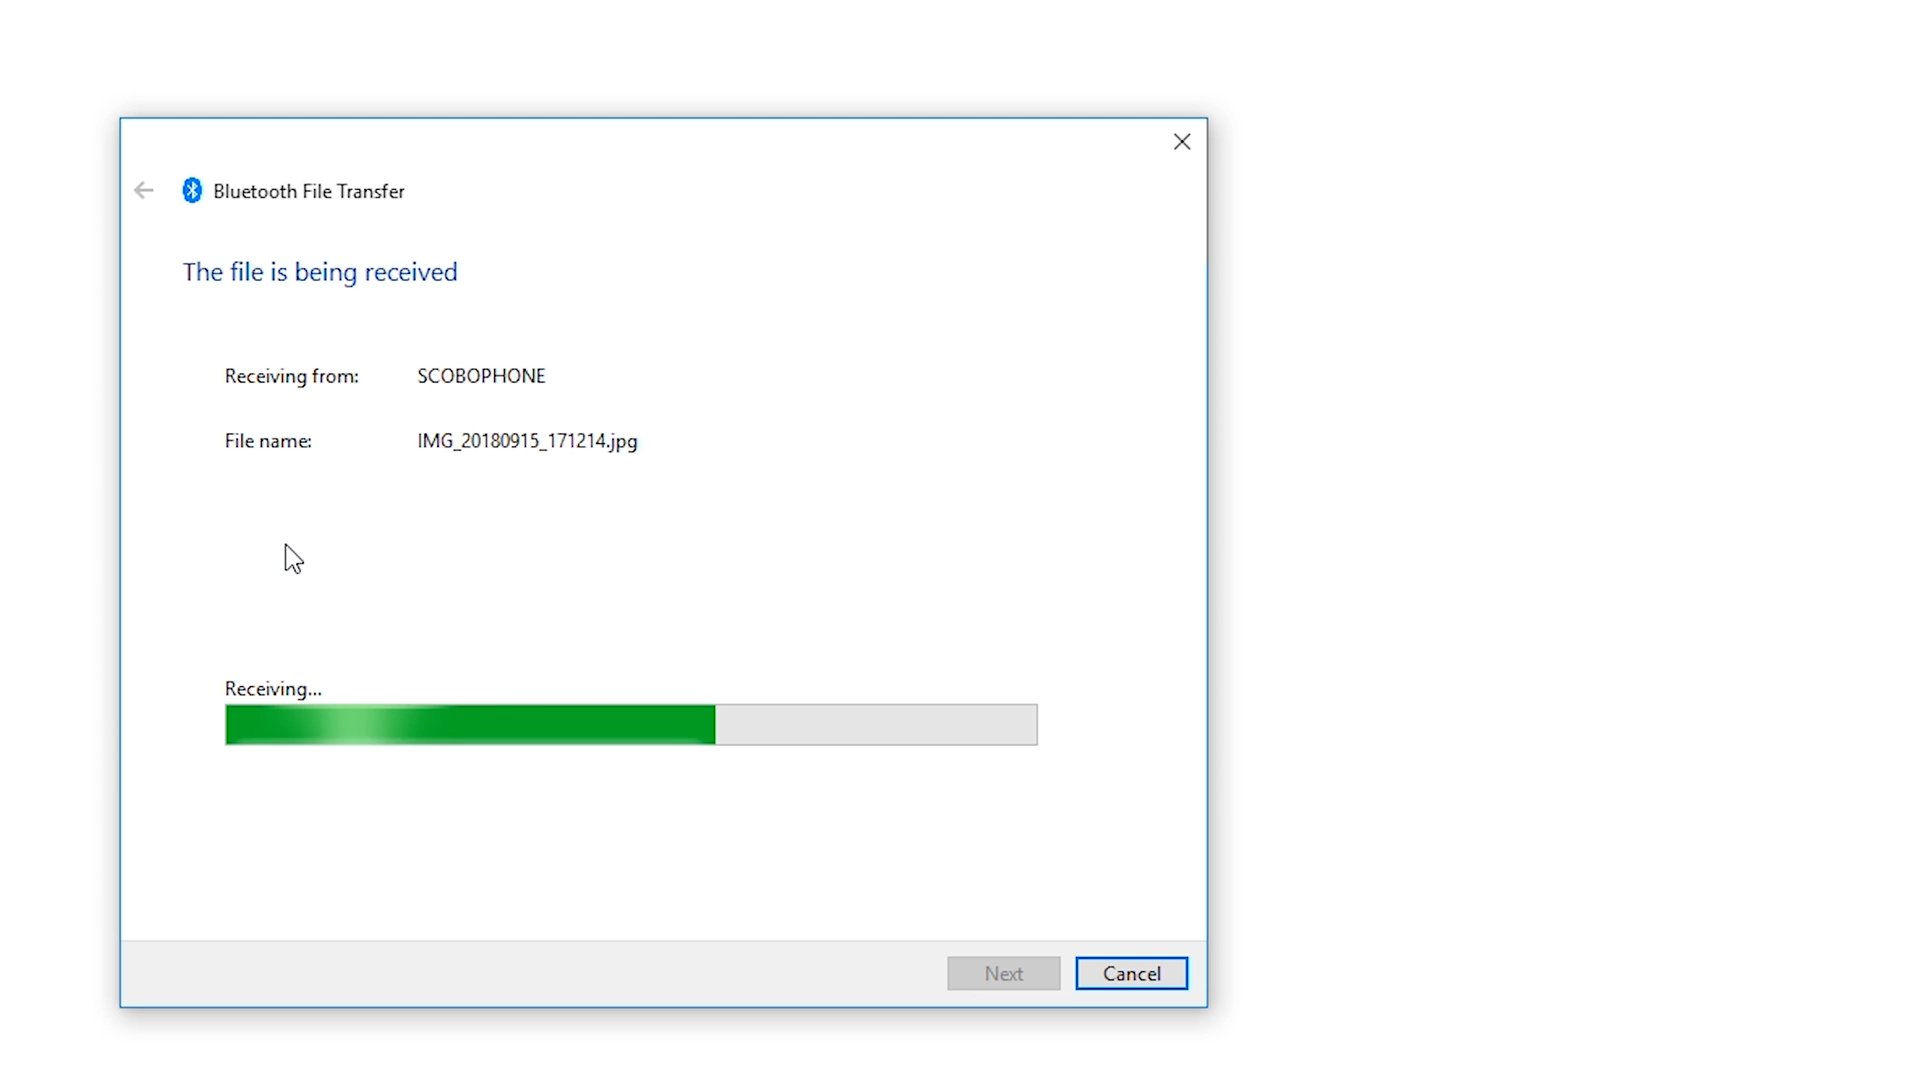 Bluetooth File Transfer
The file is being received
Receiving from: SCOBOPHONE
File name: IMG_20180915_171214.jpg
Receiving...
Next Cancel